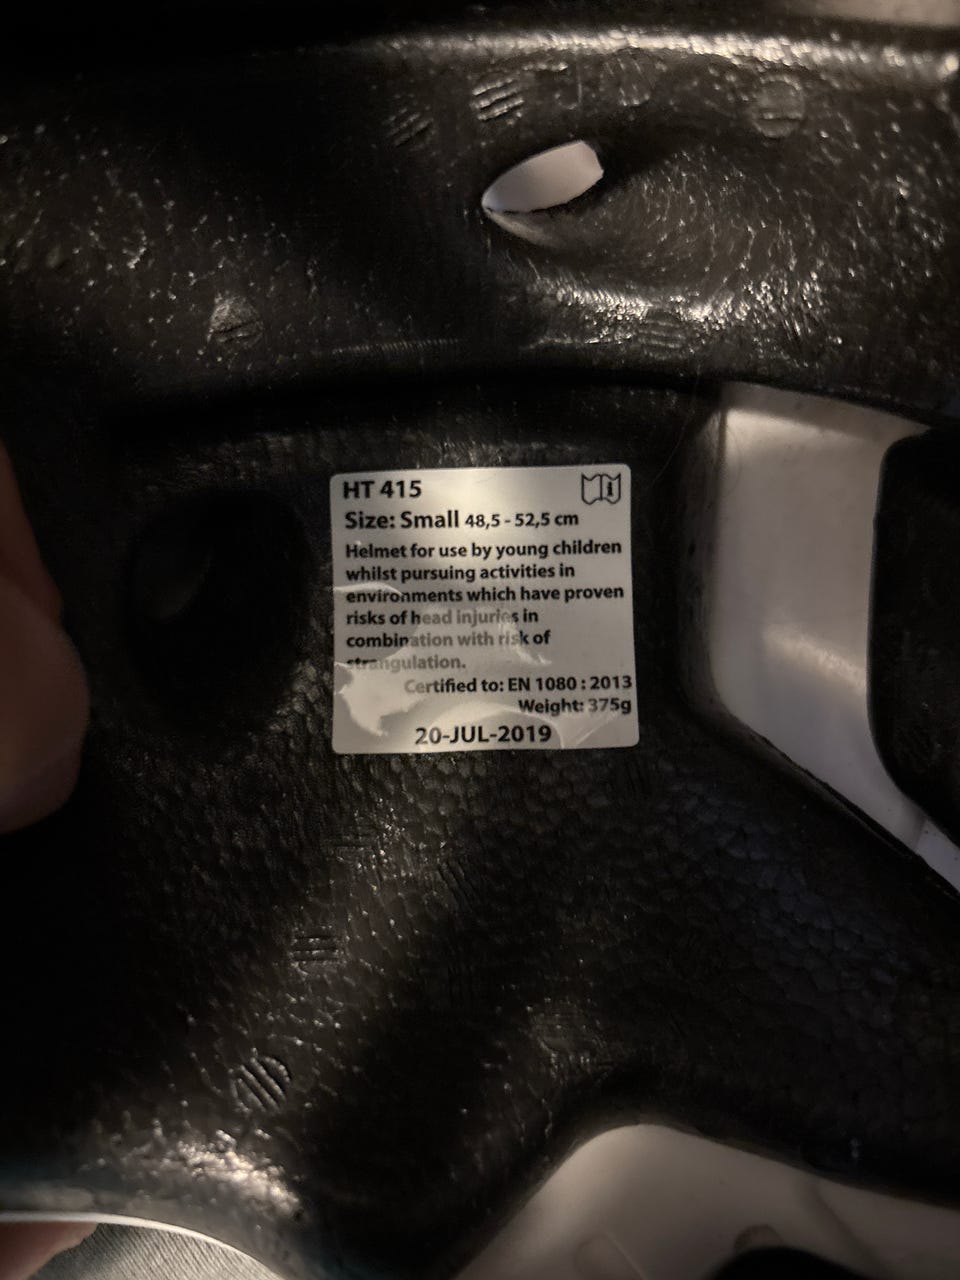 HT 415
Size: Small 48,5 - 52,5 cm
Helmet for use by young children
whilst pursuing activities in
environments which have proven
risks of head injuries in
combination with risk of
strangulation.
Certified to: EN 1080 : 2013
Weight: 375g
20-JUL-2019